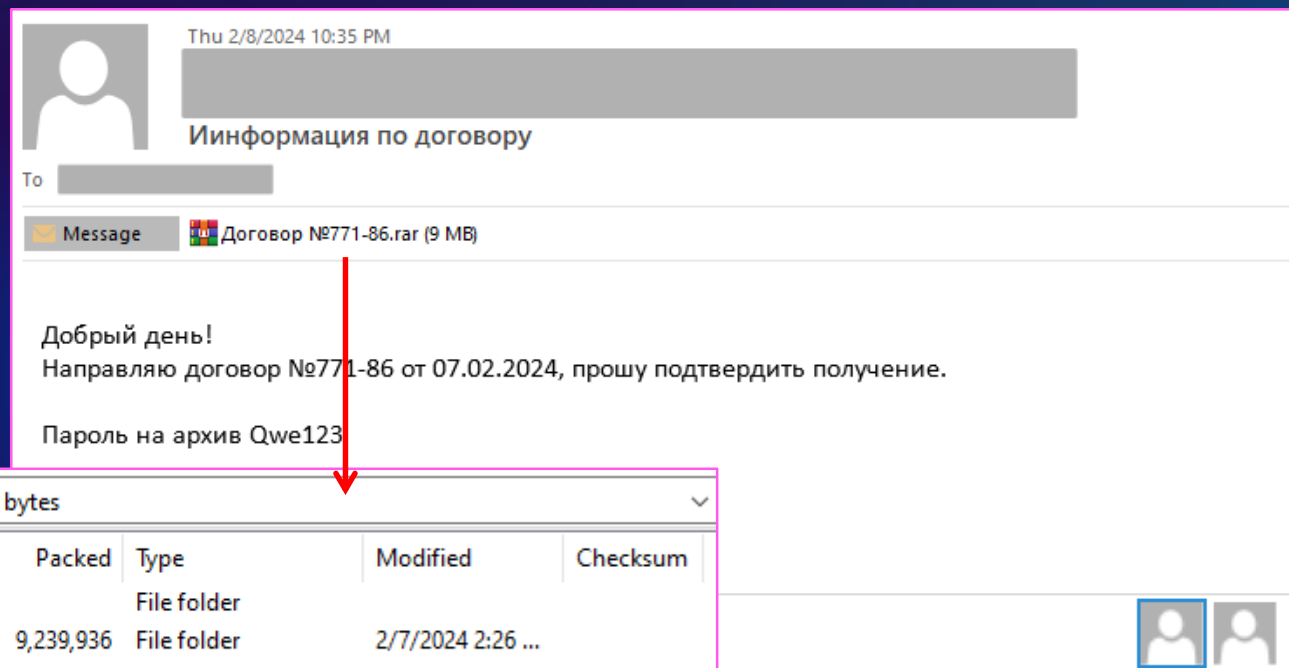 Thu 2/8/2024 10:35 PM
Иинформация по договору
To
Message Договор №771-86.rar (9 MB)
Добрый день!
Направляю договор №771-86 от 07.02.2024, прошу подтвердить получение.
Пароль на архив Qwe123
bytes
Packed Type Modified Checksum
File folder
9,239,936 File folder 2/7/2024 2:26 ...